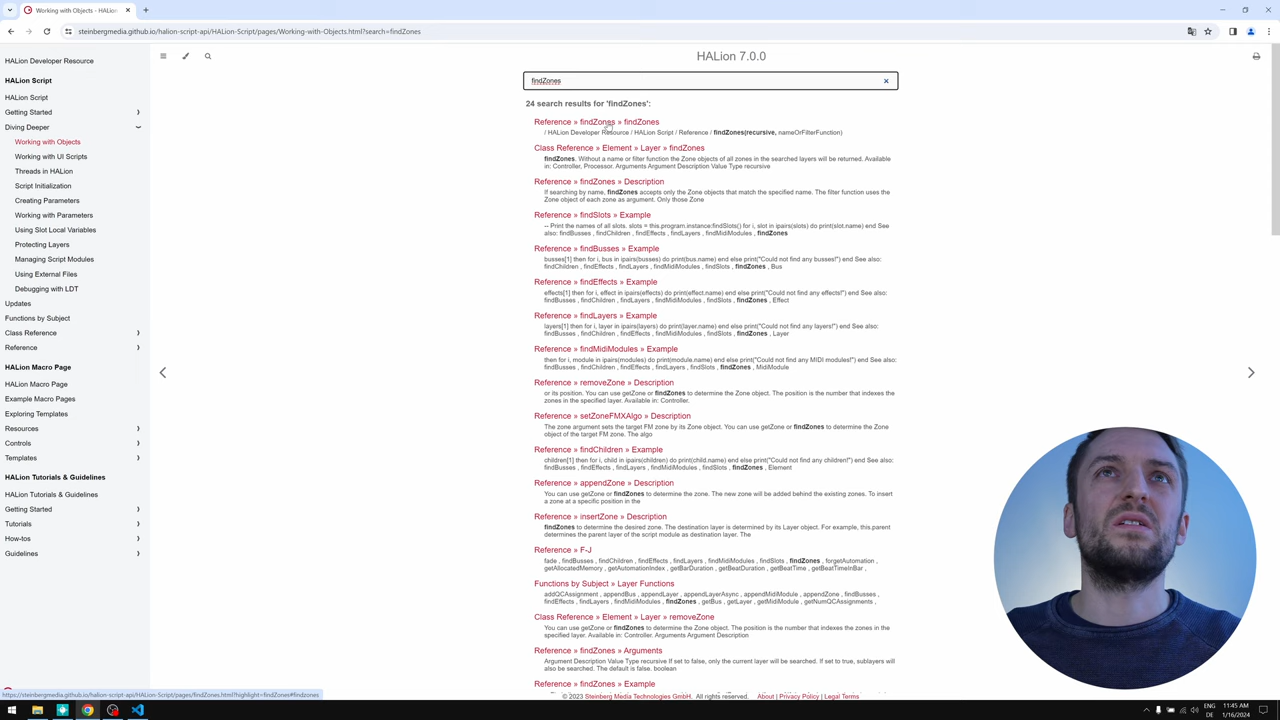 Working with Objects - HALion D
steinbergmedia.github.io/halion-script-api/HALion-Script/pages/Working-with-Objects.html?search=findZones
HALion Developer Resource
HALion Script
HALion Script
Getting Started
Diving Deeper
Working with Objects
Working with UI Scripts
Threads in HALion
Script Initialization
Creating Parameters
Working with Parameters
Using Slot Local Variables
Protecting Layers
Managing Script Modules
Using External Files
Debugging with LDT
Updates
Functions by Subject
Class Reference
Reference
HALion Macro Page
HALion Macro Page
Example Macro Pages
Exploring Templates
Resources
Controls
Templates
HALion Tutorials & Guidelines
HALion Tutorials & Guidelines
Getting Started
Tutorials
How-tos
Guidelines
HALion 7.0.0
findZones
24 search results for 'findZones':
Reference » findZones » findZones
/ HALion Developer Resource / HALion Script / Reference / findZones(recursive, nameOrFilterFunction)
Class Reference » Element » Layer » findZones
findZones. Without a name or filter function the Zone objects of all zones in the searched layers will be returned. Available
in: Controller, Processor. Arguments Argument Description Value Type recursive
Reference » findZones » Description
If searching by name, findZones accepts only the Zone objects that match the specified name. The filter function uses the
Zone object of each zone as argument. Only those Zone
Reference » findSlots » Example
-- Print the names of all slots. slots = this.program.instance:findSlots() for i, slot in ipairs(slots) do print(slot.name) end See
also: findBusses , findChildren , findEffects , findLayers , findMidiModules , findZones
Reference » findBusses » Example
busses[1] then for i, bus in ipairs(busses) do print(bus.name) end else print("Could not find any busses!") end See also:
findChildren , findEffects , findLayers , findMidiModules , findSlots , findZones , Bus
Reference » findEffects » Example
effects[1] then for i, effect in ipairs(effects) do print(effect.name) end else print("Could not find any effects!") end See also:
findBusses , findChildren , findLayers , findMidiModules , findSlots , findZones , Effect
Reference » findLayers » Example
layers[1] then for i, layer in ipairs(layers) do print(layer.name) end else print("Could not find any layers!") end See also:
findBusses , findChildren , findEffects , findMidiModules , findSlots , findZones , Layer
Reference » findMidiModules » Example
then for i, module in ipairs(modules) do print(module.name) end else print("Could not find any MIDI modules!") end See also:
findBusses , findChildren , findEffects , findLayers , findSlots , findZones , MidiModule
Reference » removeZone » Description
or its position. You can use getZone or findZones to determine the Zone object. The position is the number that indexes the
zones in the specified layer. Available in: Controller.
Reference » setZoneFMXAlgo » Description
The zone argument sets the target FM zone by its Zone object. You can use getZone or findZones to determine the Zone
object of the target FM zone. The algo
Reference » findChildren » Example
children[1] then for i, child in ipairs(children) do print(child.name) end else print("Could not find any children!") end See also:
findBusses , findEffects , findLayers , findMidiModules , findSlots , findZones , Element
Reference » appendZone » Description
You can use getZone or findZones to determine the zone. The new zone will be added behind the existing zones. To insert
a zone at a specific position in the
Reference » insertZone » Description
findZones to determine the desired zone. The destination layer is determined by its Layer object. For example, this.parent
determines the parent layer of the script module as destination layer. The
Reference » F-J
fade , findBusses , findChildren , findEffects , findLayers , findMidiModules , findSlots , findZones , forgetAutomation ,
getAllocatedMemory , getAutomationIndex , getBarDuration , getBeatDuration , getBeatTime , getBeatTimeInBar ,
Functions by Subject » Layer Functions
addQCAssignment , appendBus , appendLayer , appendLayerAsync , appendMidiModule , appendZone , findBusses ,
findEffects , findLayers , findMidiModules , findZones , getBus , getLayer , getMidiModule , getNumQCAssignments ,
Class Reference » Element » Layer » removeZone
You can use getZone or findZones to determine the Zone object. The position is the number that indexes the zones in the
specified layer. Available in: Controller. Arguments Argument Description
Reference » findZones » Arguments
Argument Description Value Type recursive If set to false, only the current layer will be searched. If set to true, sublayers will
also be searched. The default is false. boolean
Reference » findZones » Example
© 2023 Steinberg Media Technologies GmbH. All rights reserved. About | Privacy Policy | Legal Terms
https://steinbergmedia.github.io/halion-script-api/HALion-Script/pages/findZones.html?highlight=findZones#findzones
11:45 AM
DE
1/16/2024